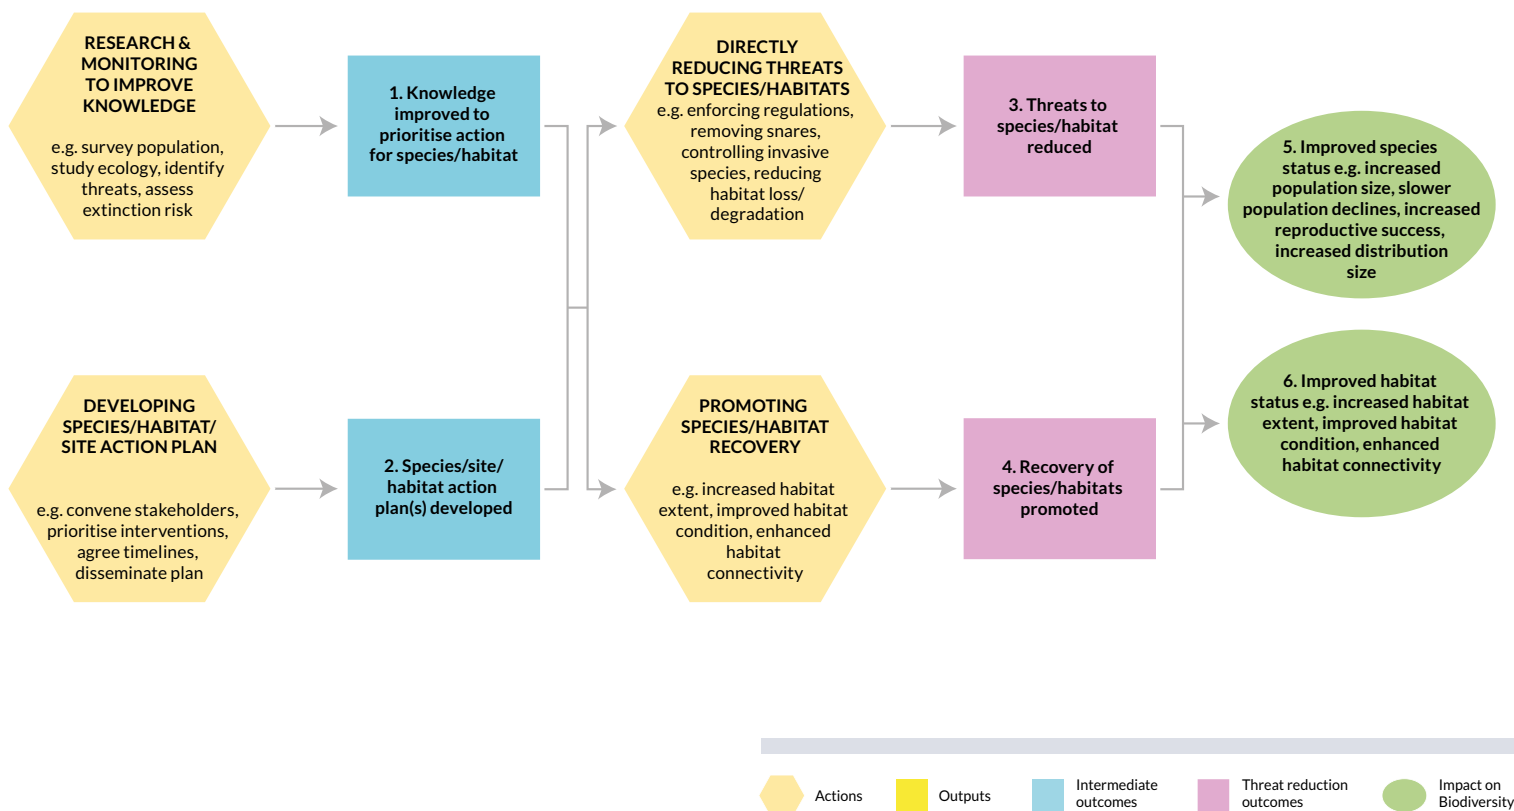 RESEARCH &
MONITORING
TO IMPROVE
KNOWLEDGE
e.g. survey population,
study ecology, identify
threats, assess
extinction risk
1. Knowledge
improved to
prioritise action
for species/habitat
DIRECTLY
REDUCING THREATS
TO SPECIES/HABITATS
e.g. enforcing regulations,
removing snares,
controlling invasive
species, reducing
habitat loss/
degradation
3. Threats to
species/habitat
reduced
5. Improved species
status e.g. increased
population size, slower
population declines, increased
reproductive success,
increased distribution
size
DEVELOPING
SPECIES/HABITAT/
SITE ACTION PLAN
e.g. convene stakeholders,
prioritise interventions,
agree timelines,
disseminate plan
2. Species/site/
habitat action
plan(s) developed
PROMOTING
SPECIES/HABITAT
RECOVERY
e.g. increased habitat
extent, improved habitat
condition, enhanced
habitat
connectivity
4. Recovery of
species/habitats
promoted
6. Improved habitat
status e.g. increased habitat
extent, improved habitat
condition, enhanced
habitat connectivity
Actions
Outputs
Intermediate
outcomes
Threat reduction
outcomes
Impact on
Biodiversity